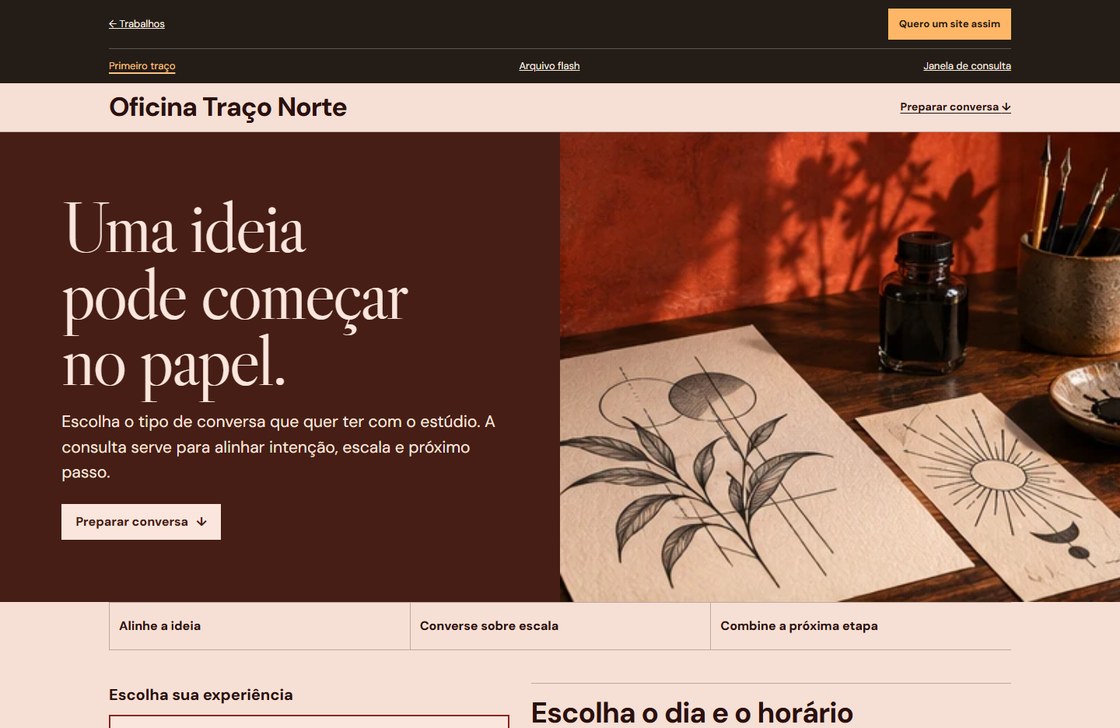 ← Trabalhos
Quero um site assim
Primeiro traço
Arquivo flash
Janela de consulta
Oficina Traço Norte
Preparar conversa ↓
Uma ideia
pode começar
no papel.
Escolha o tipo de conversa que quer ter com o estúdio. A
consulta serve para alinhar intenção, escala e próximo
passo.
Preparar conversa ↓
Alinhe a ideia
Converse sobre escala
Combine a próxima etapa
Escolha sua experiência
Escolha o dia e o horário